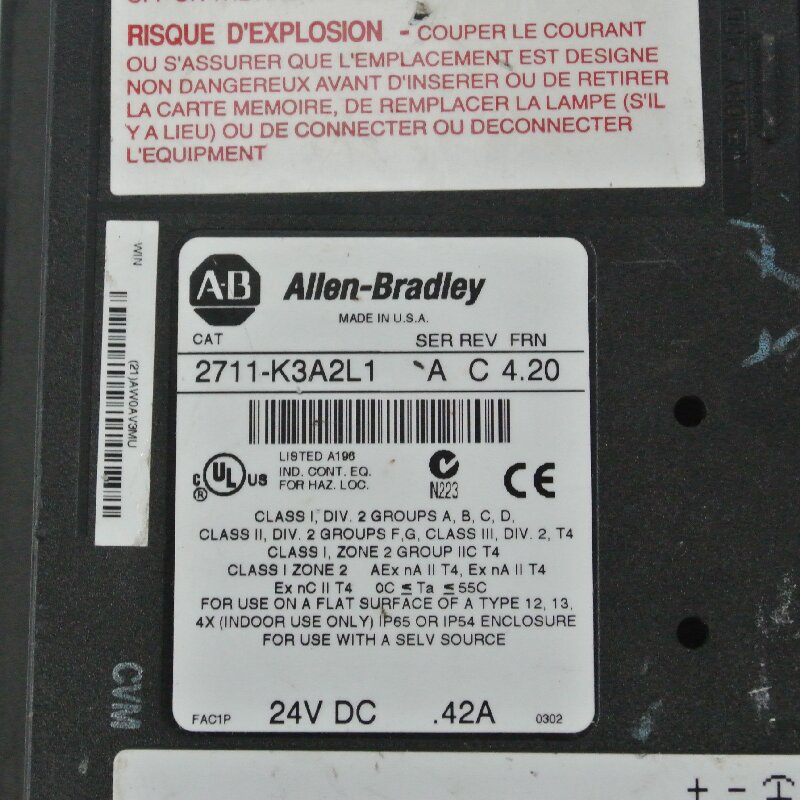 RISQUE D'EXPLOSION - COUPER LE COURANT
OU S'ASSURER QUE L'EMPLACEMENT EST DESIGNE
NON DANGEREUX AVANT D'INSERER OU DE RETIRER
LA CARTE MEMOIRE, DE REMPLACER LA LAMPE (S'IL
Y A LIEU) OU DE CONNECTER OU DECONNECTER
L'EQUIPMENT
WIN
(21)AW0AV3MU
A-B Allen-Bradley
MADE IN U.S.A.
CAT SER REV FRN
2711-K3A2L1 A C 4.20
LISTED A196
IND. CONT. EQ.
FOR HAZ. LOC.
C UL US
®
N223
CE
CLASS I, DIV. 2 GROUPS A, B, C, D,
CLASS II, DIV. 2 GROUPS F,G, CLASS III, DIV. 2, T4
CLASS I, ZONE 2 GROUP IIC T4
CLASS I ZONE 2 AEx nA II T4, Ex nA II T4
Ex nC II T4 0C ≤ Ta ≤ 55C
FOR USE ON A FLAT SURFACE OF A TYPE 12, 13,
4X (INDOOR USE ONLY) IP65 OR IP54 ENCLOSURE
FOR USE WITH A SELV SOURCE
FAC1P 24V DC .42A 0302
CVM
+ -